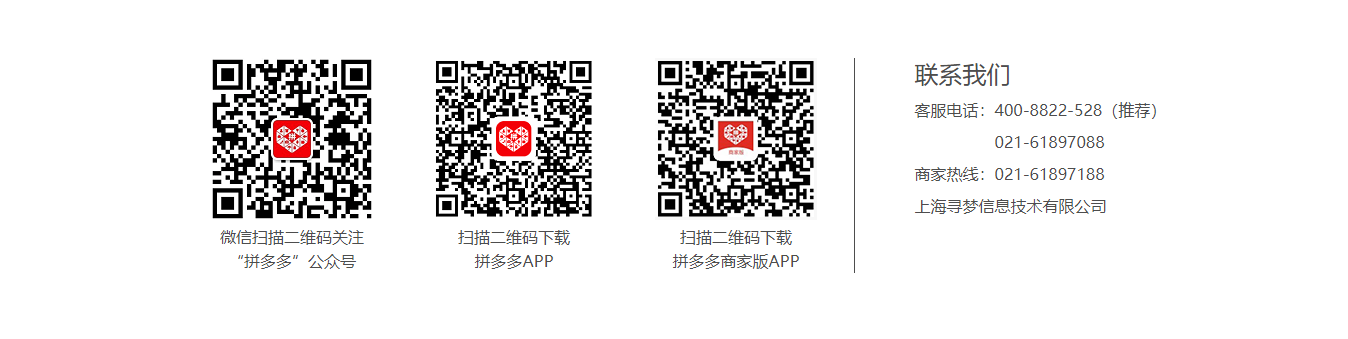 微信扫描二维码关注
“拼多多”公众号
扫描二维码下载
拼多多APP
商家版
扫描二维码下载
拼多多商家版APP
联系我们
客服电话：400-8822-528（推荐）
021-61897088
商家热线：021-61897188
上海寻梦信息技术有限公司